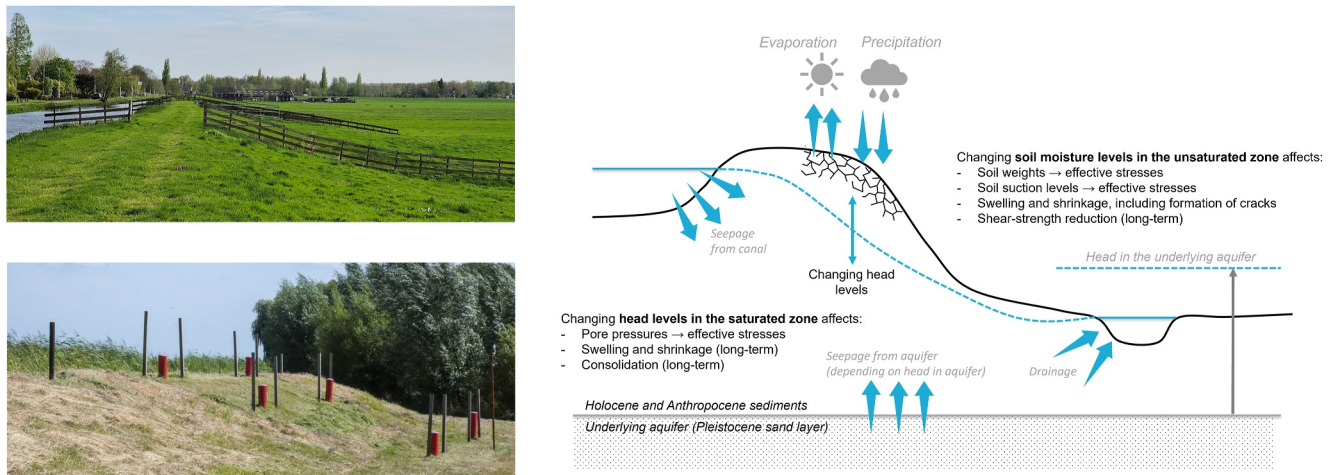 Evaporation
Precipitation
Changing soil moisture levels in the unsaturated zone affects:
- Soil weights → effective stresses
- Soil suction levels → effective stresses
- Swelling and shrinkage, including formation of cracks
- Shear-strength reduction (long-term)
Seepage
from canal
Head in the underlying aquifer
Changing head
levels
Changing head levels in the saturated zone affects:
- Pore pressures → effective stresses
- Swelling and shrinkage (long-term)
- Consolidation (long-term)
Seepage from aquifer
(depending on head in aquifer)
Drainage
Holocene and Anthropocene sediments
Underlying aquifer (Pleistocene sand layer)